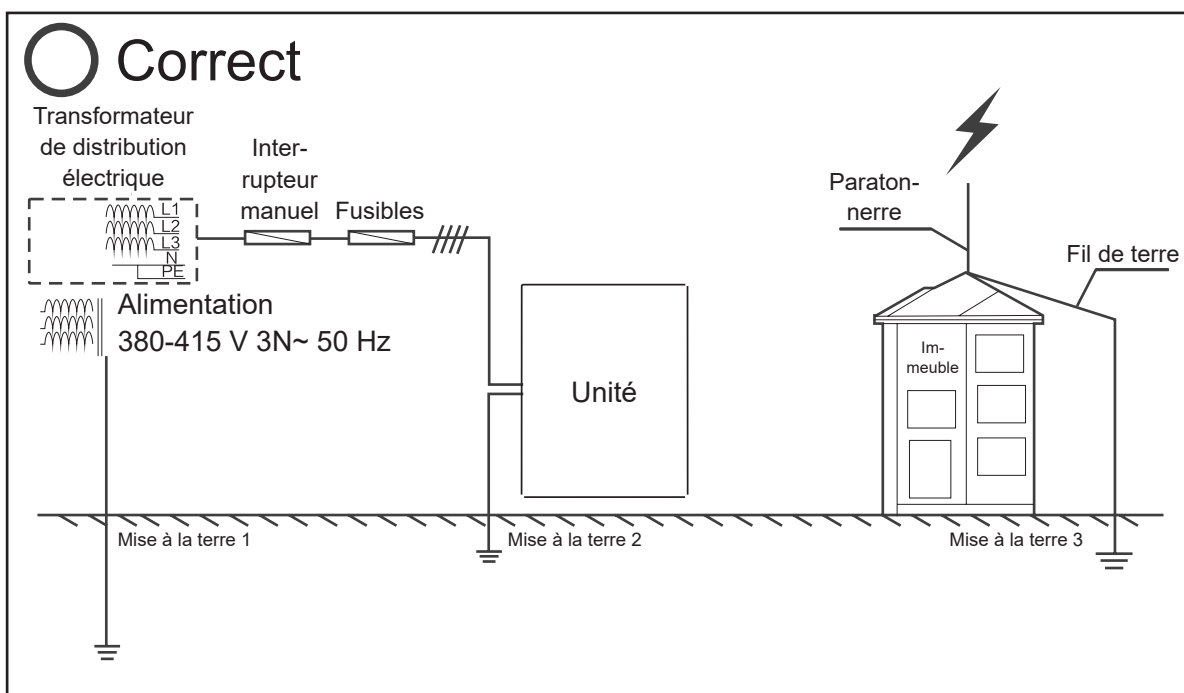 Correct
Transformateur
de distribution
électrique
Inter-
rupteur
manuel
Fusibles
L1
L2
L3
N
PE
Alimentation
380-415 V 3N~ 50 Hz
Unité
Paraton-
nerre
Fil de terre
Im-
meuble
Mise à la terre 1
Mise à la terre 2
Mise à la terre 3